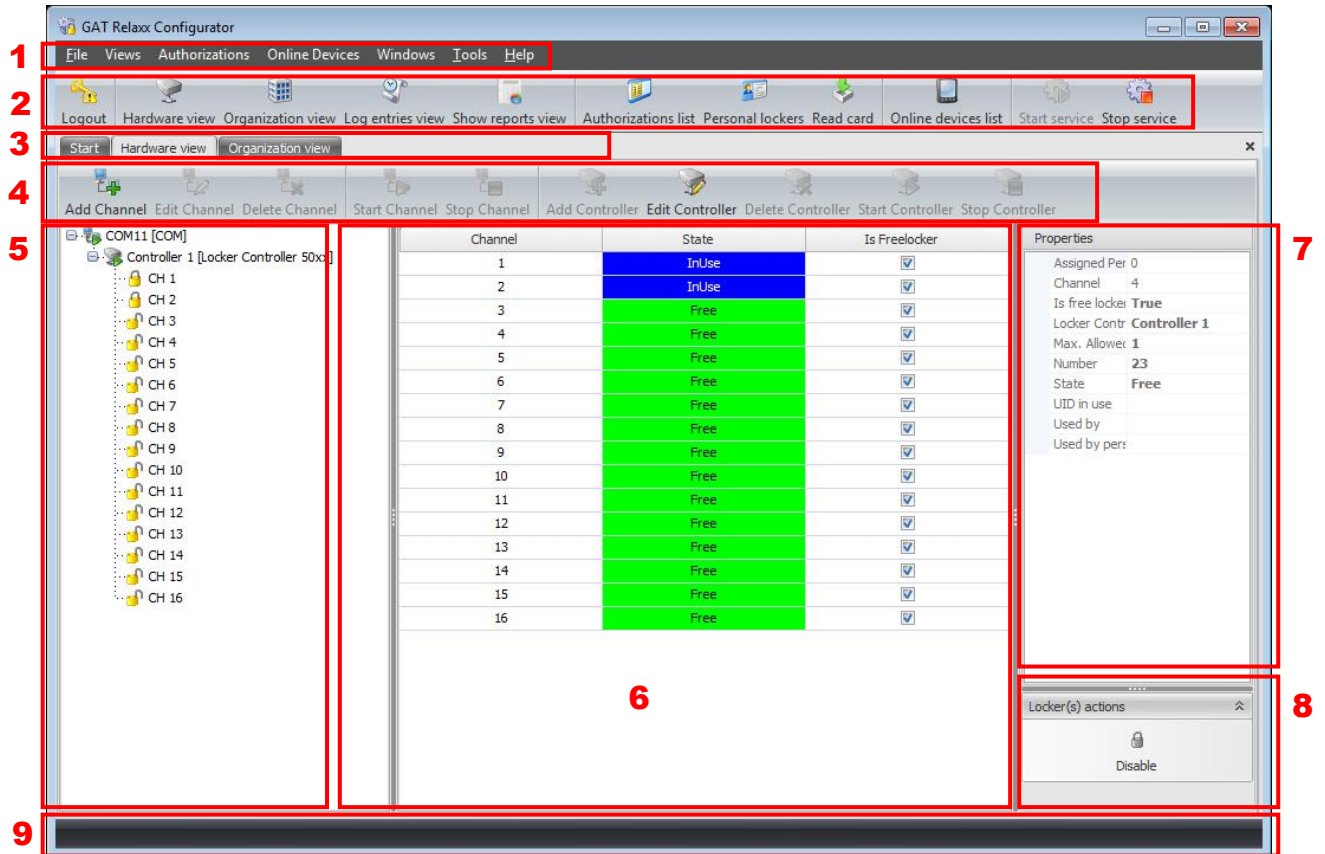 GAT Relaxx Configurator
1
File Views Authorizations Online Devices Windows Tools Help
2
Logout Hardware view Organization view Log entries view Show reports view Authorizations list Personal lockers Read card Online devices list Start service Stop service
3
Start Hardware view Organization view
4
Add Channel Edit Channel Delete Channel Start Channel Stop Channel Add Controller Edit Controller Delete Controller Start Controller Stop Controller
5
COM11 [COM]
Controller 1 [Locker Controller 50xx]
CH 1
CH 2
CH 3
CH 4
CH 5
CH 6
CH 7
CH 8
CH 9
CH 10
CH 11
CH 12
CH 13
CH 14
CH 15
CH 16
Channel State Is Freelocker
1 InUse
2 InUse
3 Free
4 Free
5 Free
6 Free
7 Free
8 Free
9 Free
10 Free
11 Free
12 Free
13 Free
14 Free
15 Free
16 Free
6
Properties
7
Assigned Per 0
Channel 4
Is free locker True
Locker Contr Controller 1
Max. Allowed 1
Number 23
State Free
UID in use
Used by
Used by pers
Locker(s) actions
8
Disable
9